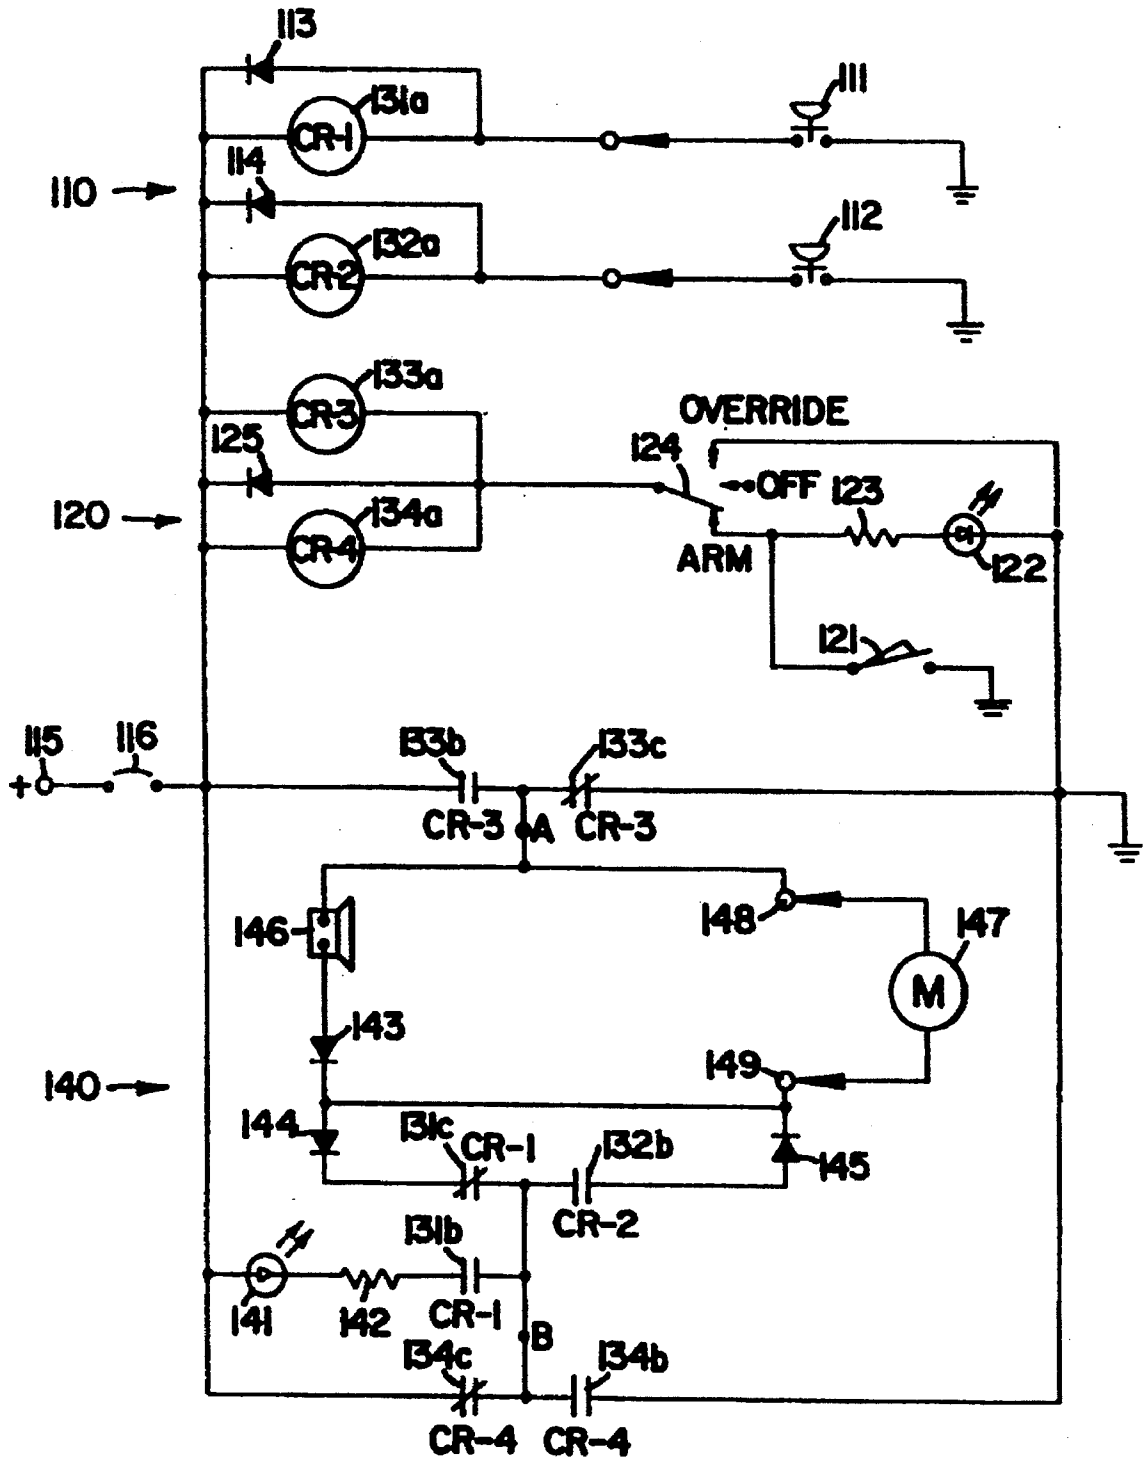 113
131a
111
CR-1
114
110
132a
112
CR-2
133a
CR-3
OVERRIDE
125
124
OFF
123
120
134a
CR-4
ARM
122
121
115
116
133b
133c
+
CR-3
A
CR-3
146
148
147
M
143
149
140
144
131c
CR-1
132b
145
CR-2
131b
141
142
CR-1
B
134c
134b
CR-4
CR-4